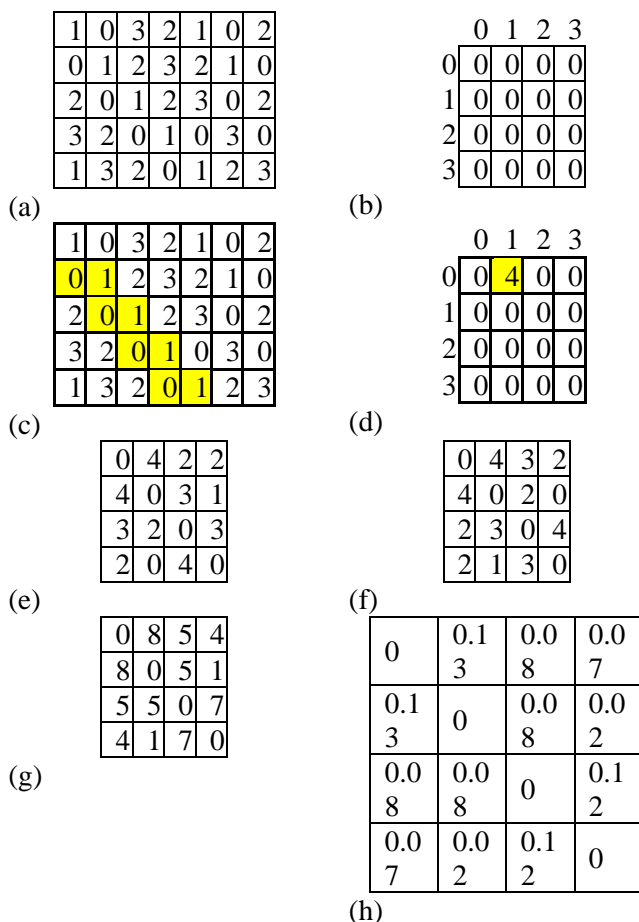 1 0 3 2 1 0 2
0 1 2 3 2 1 0
2 0 1 2 3 0 2
3 2 0 1 0 3 0
1 3 2 0 1 2 3
(a)
0 1 2 3
0 0 0 0 0
1 0 0 0 0
2 0 0 0 0
3 0 0 0 0
(b)
1 0 3 2 1 0 2
0 1 2 3 2 1 0
2 0 1 2 3 0 2
3 2 0 1 0 3 0
1 3 2 0 1 2 3
(c)
0 1 2 3
0 0 4 0 0
1 0 0 0 0
2 0 0 0 0
3 0 0 0 0
(d)
0 4 2 2
4 0 3 1
3 2 0 3
2 0 4 0
(e)
0 4 3 2
4 0 2 0
2 3 0 4
2 1 3 0
(f)
0 8 5 4
8 0 5 1
5 5 0 7
4 1 7 0
(g)
0 0.13 0.08 0.07
0.13 0 0.08 0.02
0.08 0.08 0 0.12
0.07 0.02 0.12 0
(h)